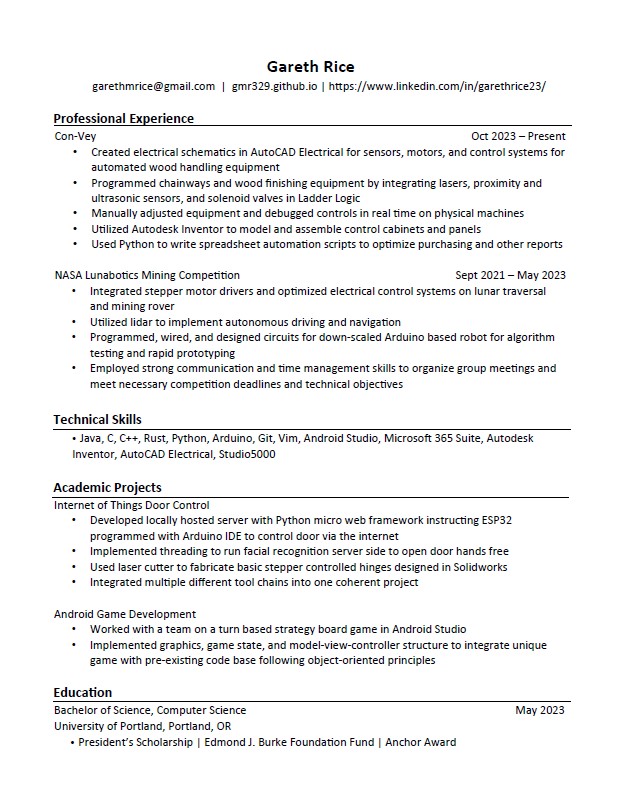 Gareth Rice
garethmrice@gmail.com | gmr329.github.io | https://www.linkedin.com/in/garethrice23/
Professional Experience
Con-Vey Oct 2023 – Present
• Created electrical schematics in AutoCAD Electrical for sensors, motors, and control systems for
automated wood handling equipment
• Programmed chainways and wood finishing equipment by integrating lasers, proximity and
ultrasonic sensors, and solenoid valves in Ladder Logic
• Manually adjusted equipment and debugged controls in real time on physical machines
• Utilized Autodesk Inventor to model and assemble control cabinets and panels
• Used Python to write spreadsheet automation scripts to optimize purchasing and other reports
NASA Lunabotics Mining Competition Sept 2021 – May 2023
• Integrated stepper motor drivers and optimized electrical control systems on lunar traversal
and mining rover
• Utilized lidar to implement autonomous driving and navigation
• Programmed, wired, and designed circuits for down-scaled Arduino based robot for algorithm
testing and rapid prototyping
• Employed strong communication and time management skills to organize group meetings and
meet necessary competition deadlines and technical objectives
Technical Skills
• Java, C, C++, Rust, Python, Arduino, Git, Vim, Android Studio, Microsoft 365 Suite, Autodesk
Inventor, AutoCAD Electrical, Studio5000
Academic Projects
Internet of Things Door Control
• Developed locally hosted server with Python micro web framework instructing ESP32
programmed with Arduino IDE to control door via the internet
• Implemented threading to run facial recognition server side to open door hands free
• Used laser cutter to fabricate basic stepper controlled hinges designed in Solidworks
• Integrated multiple different tool chains into one coherent project
Android Game Development
• Worked with a team on a turn based strategy board game in Android Studio
• Implemented graphics, game state, and model-view-controller structure to integrate unique
game with pre-existing code base following object-oriented principles
Education
Bachelor of Science, Computer Science May 2023
University of Portland, Portland, OR
• President's Scholarship | Edmond J. Burke Foundation Fund | Anchor Award